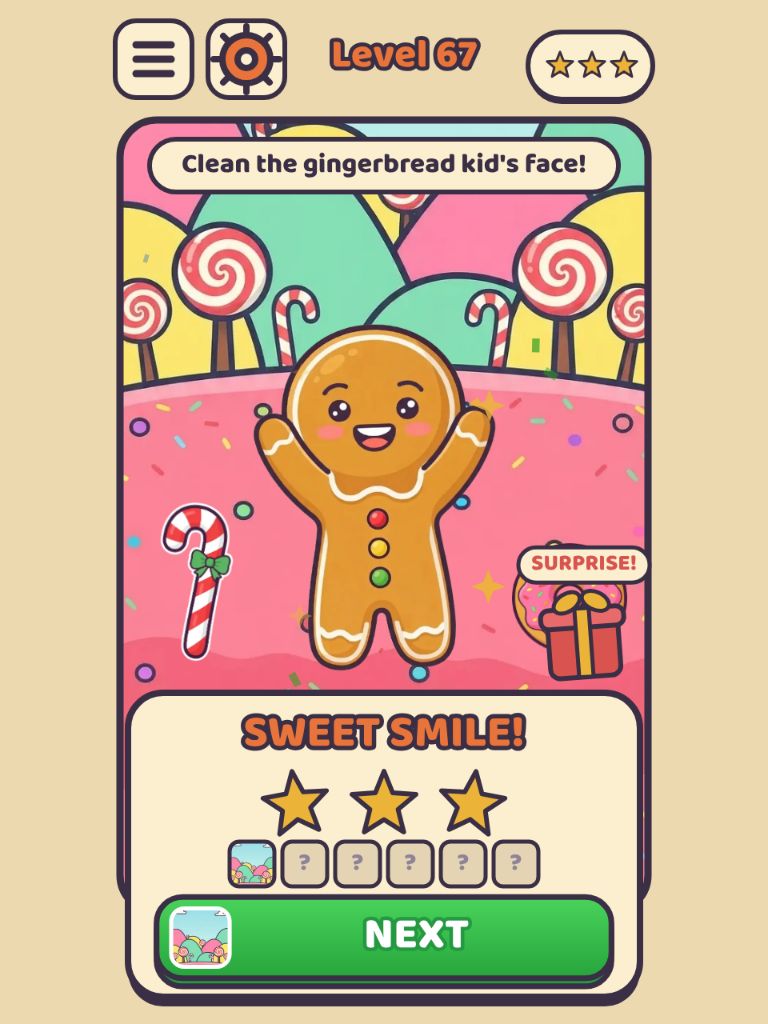 Level 67
Clean the gingerbread kid's face!
SURPRISE!
SWEET SMILE!
? ? ? ? ?
NEXT